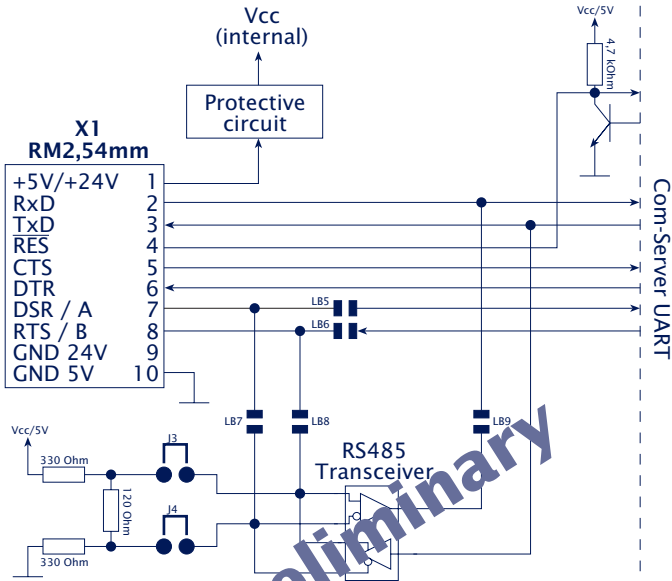 Vcc
(internal)
Protective
circuit
Vcc/5V
4,7 kOhm
X1
RM2,54mm
+5V/+24V 1
RxD 2
TxD 3
RES 4
CTS 5
DTR 6
DSR / A 7
RTS / B 8
GND 24V 9
GND 5V 10
Com-Server UART
LB5
LB6
LB7
LB8
LB9
Vcc/5V
330 Ohm
J3
120 Ohm
J4
330 Ohm
RS485
Transceiver